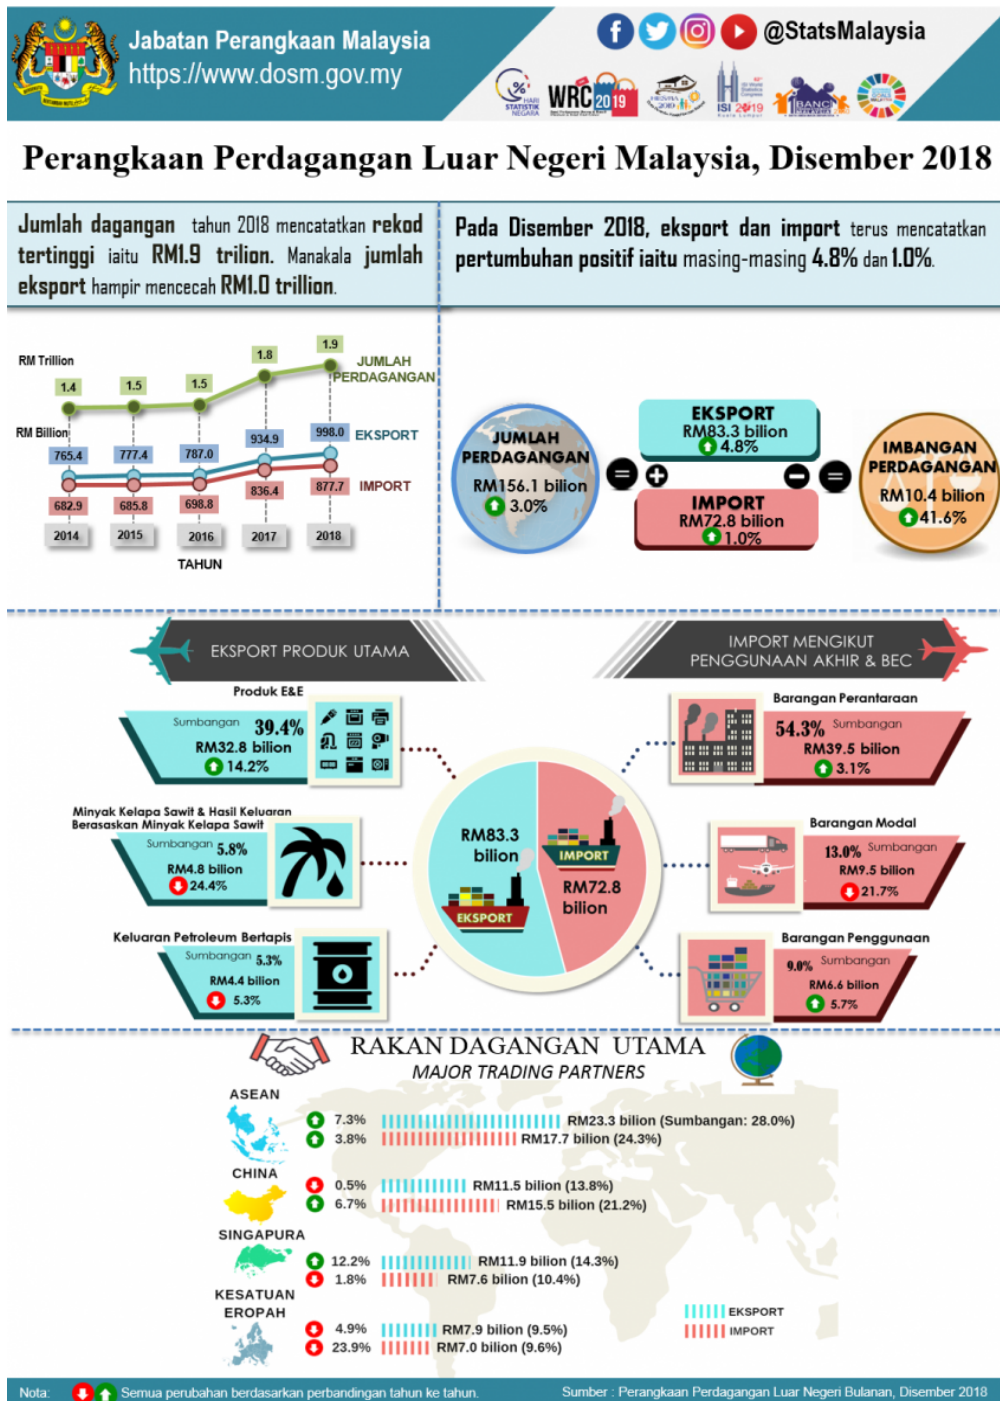 Jabatan Perangkaan Malaysia
https://www.dosm.gov.my
@StatsMalaysia
HARI
STATISTIK
NEGARA
WRC
2019
ISI 2019
Kuala Lumpur
BANCI
Perangkaan Perdagangan Luar Negeri Malaysia, Disember 2018
Jumlah dagangan tahun 2018 mencatatkan rekod
tertinggi iaitu RM1.9 trilion. Manakala jumlah
eksport hampir mencecah RM1.0 trillion.
Pada Disember 2018, eksport dan import terus mencatatkan
pertumbuhan positif iaitu masing-masing 4.8% dan 1.0%.
RM Trillion
1.4 1.5 1.5 1.8 1.9
JUMLAH
PERDAGANGAN
RM Billion
765.4 777.4 787.0 934.9 998.0 EKSPORT
682.9 685.8 698.8 836.4 877.7 IMPORT
2014 2015 2016 2017 2018
TAHUN
JUMLAH
PERDAGANGAN
RM156.1 bilion
3.0%
=
+
EKSPORT
RM83.3 bilion
4.8%
IMPORT
RM72.8 bilion
1.0%
-
=
IMBANGAN
PERDAGANGAN
RM10.4 bilion
41.6%
EKSPORT PRODUK UTAMA
IMPORT MENGIKUT
PENGGUNAAN AKHIR & BEC
Produk E&E
Sumbangan 39.4%
RM32.8 bilion
14.2%
Minyak Kelapa Sawit & Hasil Keluaran
Berasaskan Minyak Kelapa Sawit
Sumbangan 5.8%
RM4.8 bilion
24.4%
Keluaran Petroleum Bertapis
Sumbangan 5.3%
RM4.4 bilion
5.3%
RM83.3
bilion
EKSPORT
IMPORT
RM72.8
bilion
Barangan Perantaraan
54.3% Sumbangan
RM39.5 bilion
3.1%
Barangan Modal
13.0% Sumbangan
RM9.5 bilion
21.7%
Barangan Penggunaan
9.0% Sumbangan
RM6.6 bilion
5.7%
RAKAN DAGANGAN UTAMA
MAJOR TRADING PARTNERS
ASEAN
7.3% RM23.3 bilion (Sumbangan: 28.0%)
3.8% RM17.7 bilion (24.3%)
CHINA
0.5% RM11.5 bilion (13.8%)
6.7% RM15.5 bilion (21.2%)
SINGAPURA
12.2% RM11.9 bilion (14.3%)
1.8% RM7.6 bilion (10.4%)
KESATUAN
EROPAH
4.9% RM7.9 bilion (9.5%)
23.9% RM7.0 bilion (9.6%)
EKSPORT
IMPORT
Nota: Semua perubahan berdasarkan perbandingan tahun ke tahun.
Sumber : Perangkaan Perdagangan Luar Negeri Bulanan, Disember 2018